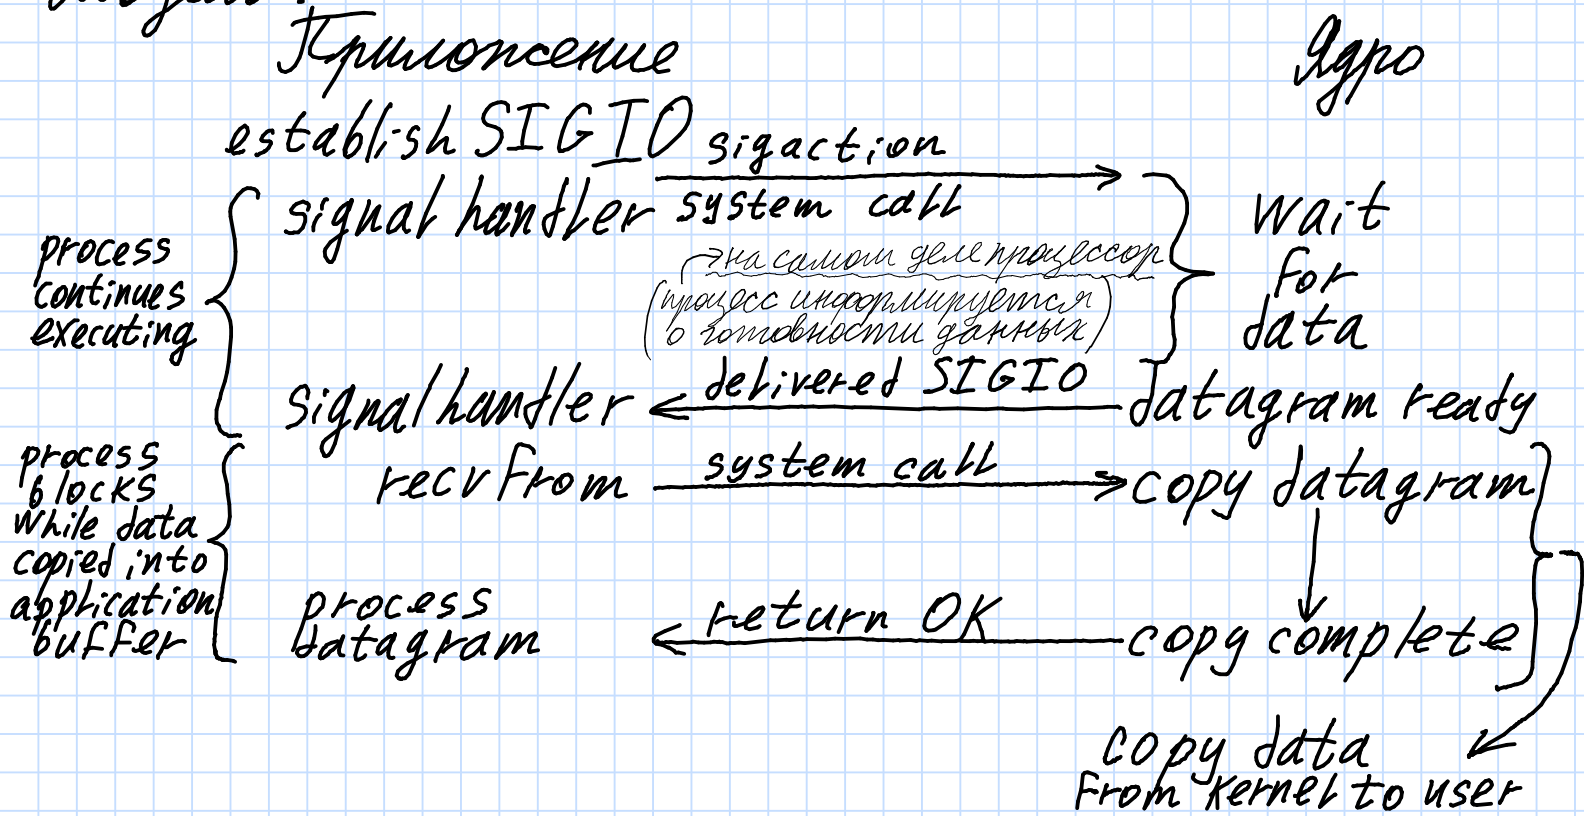 Приложение
Ядро
establish SIGIO
sigaction
signal handler
system call
wait
for
data
process
continues
executing
на самом деле процессор
(процесс информируется
о готовности данных)
signal handler
delivered SIGIO
datagram ready
process
blocks
while data
copied into
application
buffer
recvfrom
system call
copy datagram
process
datagram
return OK
copy complete
copy data
from kernel to user